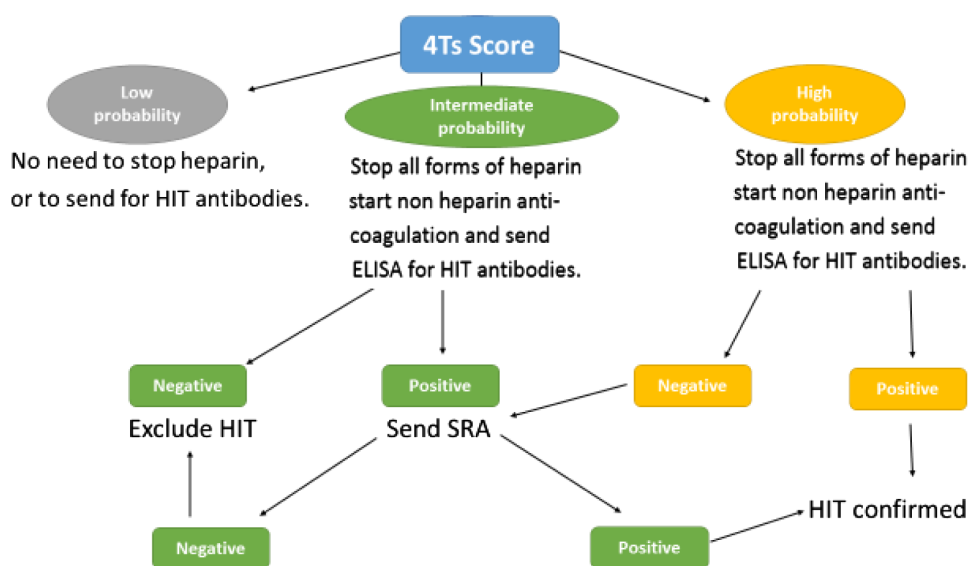 4Ts Score
Low
probability
Intermediate
probability
High
probability
No need to stop heparin,
or to send for HIT antibodies.
Stop all forms of heparin
start non heparin anti-
coagulation and send
ELISA for HIT antibodies.
Stop all forms of heparin
start non heparin anti-
coagulation and send
ELISA for HIT antibodies.
Negative
Positive
Negative
Positive
Exclude HIT
Send SRA
HIT confirmed
Negative
Positive